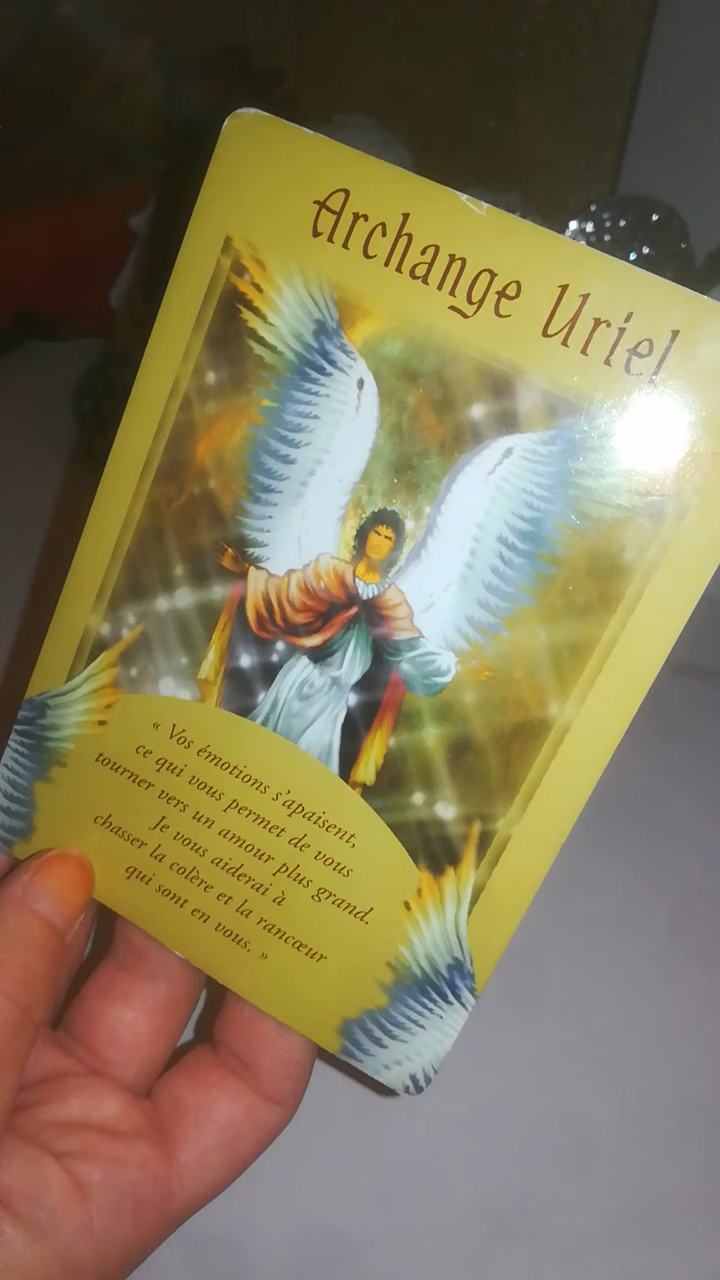 Archange Uriel
« Vos émotions s'apaisent,
ce qui vous permet de vous
tourner vers un amour plus grand.
Je vous aiderai à
chasser la colère et la rancœur
qui sont en vous. »